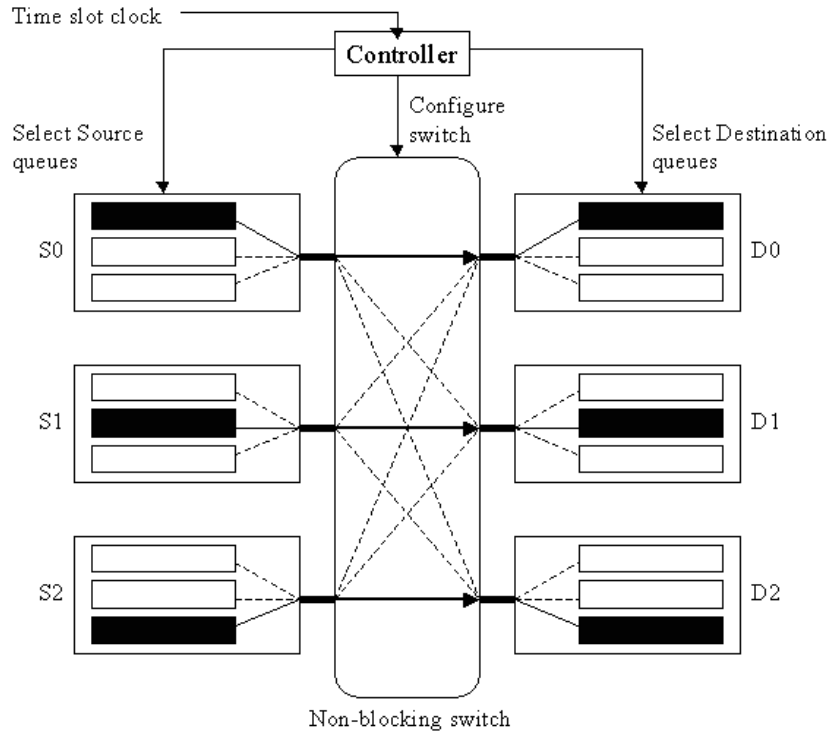 Time slot clock
Controller
Configure
switch
Select Source
queues
Select Destination
queues
S0
D0
S1
D1
S2
D2
Non-blocking switch